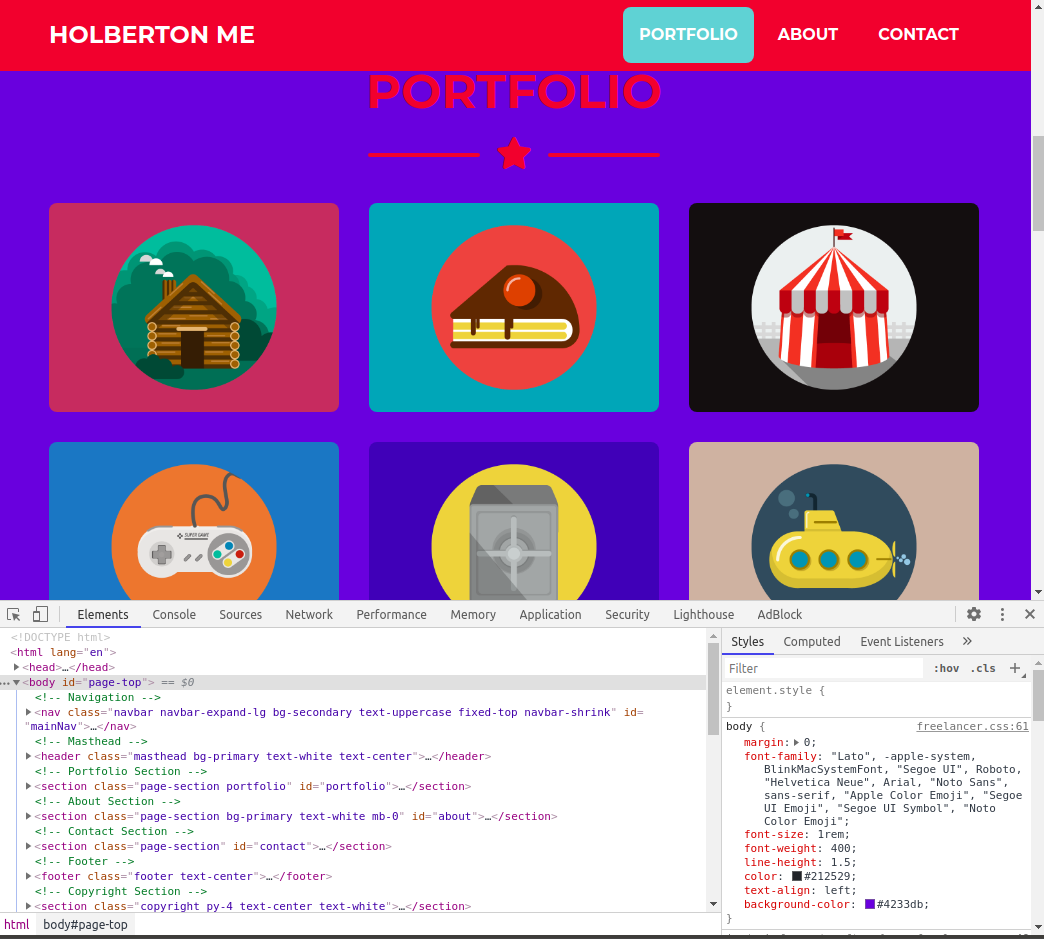 HOLBERTON ME PORTFOLIO ABOUT CONTACT
PORTFOLIO
SUPER GAME
Elements Console Sources Network Performance Memory Application Security Lighthouse AdBlock
<!DOCTYPE html>
<html lang="en">
<head>…</head>
<body id="page-top"> == $0
<!-- Navigation -->
<nav class="navbar navbar-expand-lg bg-secondary text-uppercase fixed-top navbar-shrink" id=
"mainNav">…</nav>
<!-- Masthead -->
<header class="masthead bg-primary text-white text-center">…</header>
<!-- Portfolio Section -->
<section class="page-section portfolio" id="portfolio">…</section>
<!-- About Section -->
<section class="page-section bg-primary text-white mb-0" id="about">…</section>
<!-- Contact Section -->
<section class="page-section" id="contact">…</section>
<!-- Footer -->
<footer class="footer text-center">…</footer>
<!-- Copyright Section -->
<section class="copyright py-4 text-center text-white">…</section>
html body#page-top
Styles Computed Event Listeners »
Filter :hov .cls +
element.style {
}
body { freelancer.css:61
margin: 0;
font-family: "Lato", -apple-system,
BlinkMacSystemFont, "Segoe UI", Roboto,
"Helvetica Neue", Arial, "Noto Sans",
sans-serif, "Apple Color Emoji", "Segoe
UI Emoji", "Segoe UI Symbol", "Noto
Color Emoji";
font-size: 1rem;
font-weight: 400;
line-height: 1.5;
color: #212529;
text-align: left;
background-color: #4233db;
}